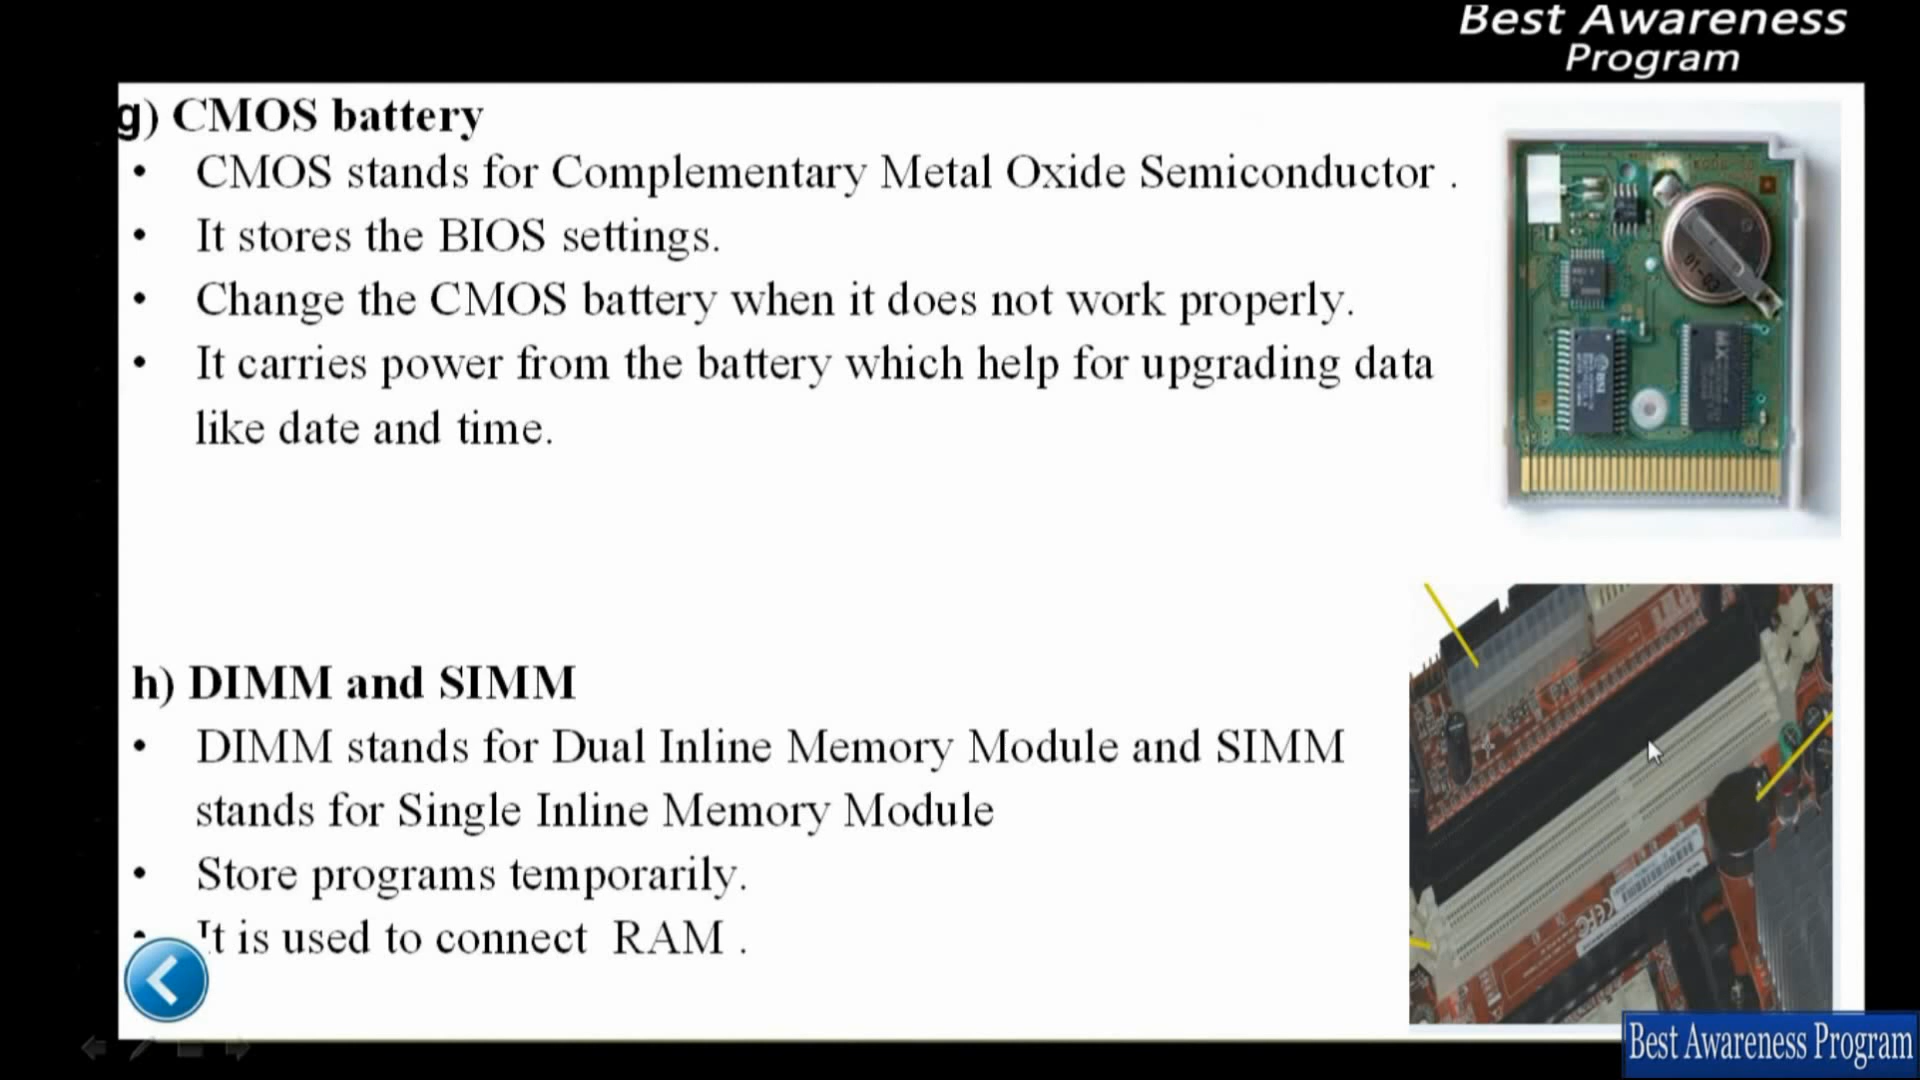 Best Awareness
Program
g) CMOS battery
• CMOS stands for Complementary Metal Oxide Semiconductor .
• It stores the BIOS settings.
• Change the CMOS battery when it does not work properly.
• It carries power from the battery which help for upgrading data
like date and time.
01-03
h) DIMM and SIMM
• DIMM stands for Dual Inline Memory Module and SIMM
stands for Single Inline Memory Module
• Store programs temporarily.
• It is used to connect RAM .
Best Awareness Program